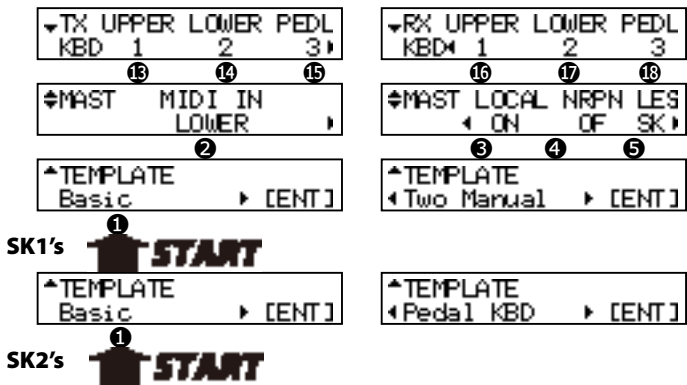 TX UPPER LOWER PEDL
KBD 1 2 3
RX UPPER LOWER PEDL
KBD 1 2 3
⓭ ⓮ ⓯
⓰ ⓱ ⓲
MAST MIDI IN
LOWER
MAST LOCAL NRPN LES
ON OF SK
❷
❸ ❹ ❺
TEMPLATE
Basic [ENT]
TEMPLATE
Two Manual [ENT]
❶
SK1's START
TEMPLATE
Basic [ENT]
TEMPLATE
Pedal KBD [ENT]
❶
SK2's START